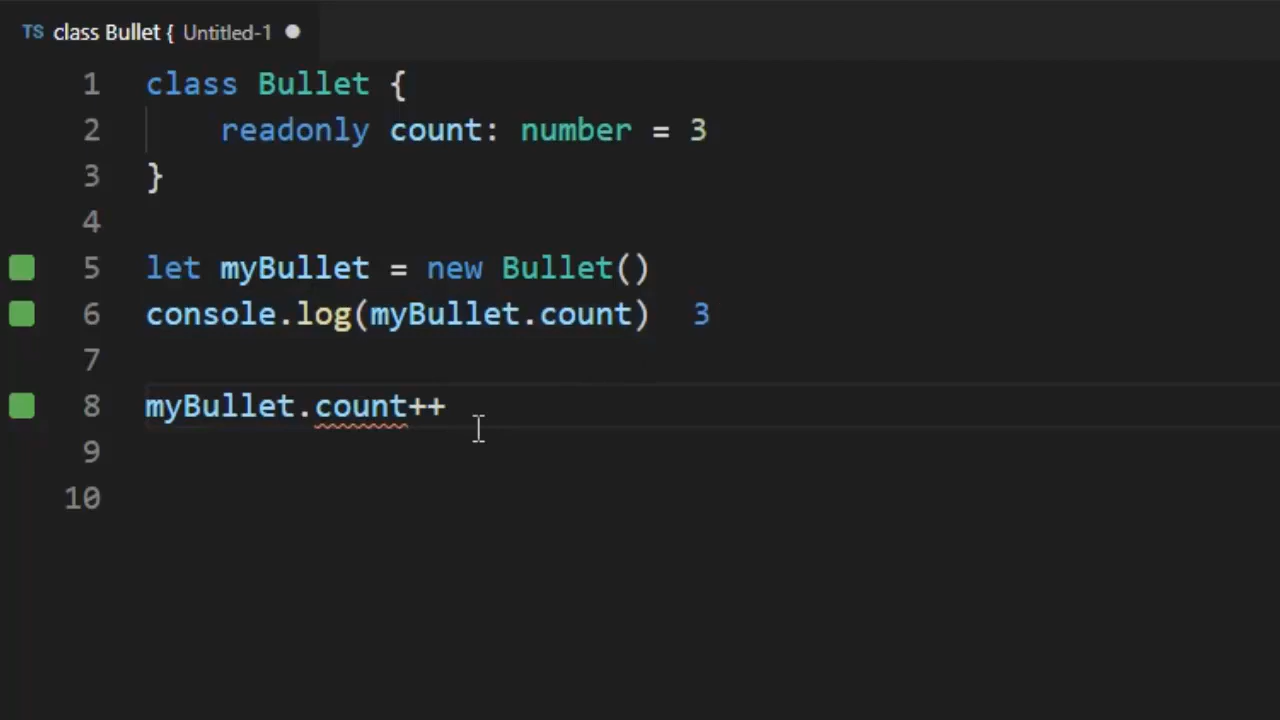 TS class Bullet { Untitled-1
1 class Bullet {
2     readonly count: number = 3
3 }
4
5 let myBullet = new Bullet()
6 console.log(myBullet.count)  3
7
8 myBullet.count++
9
10